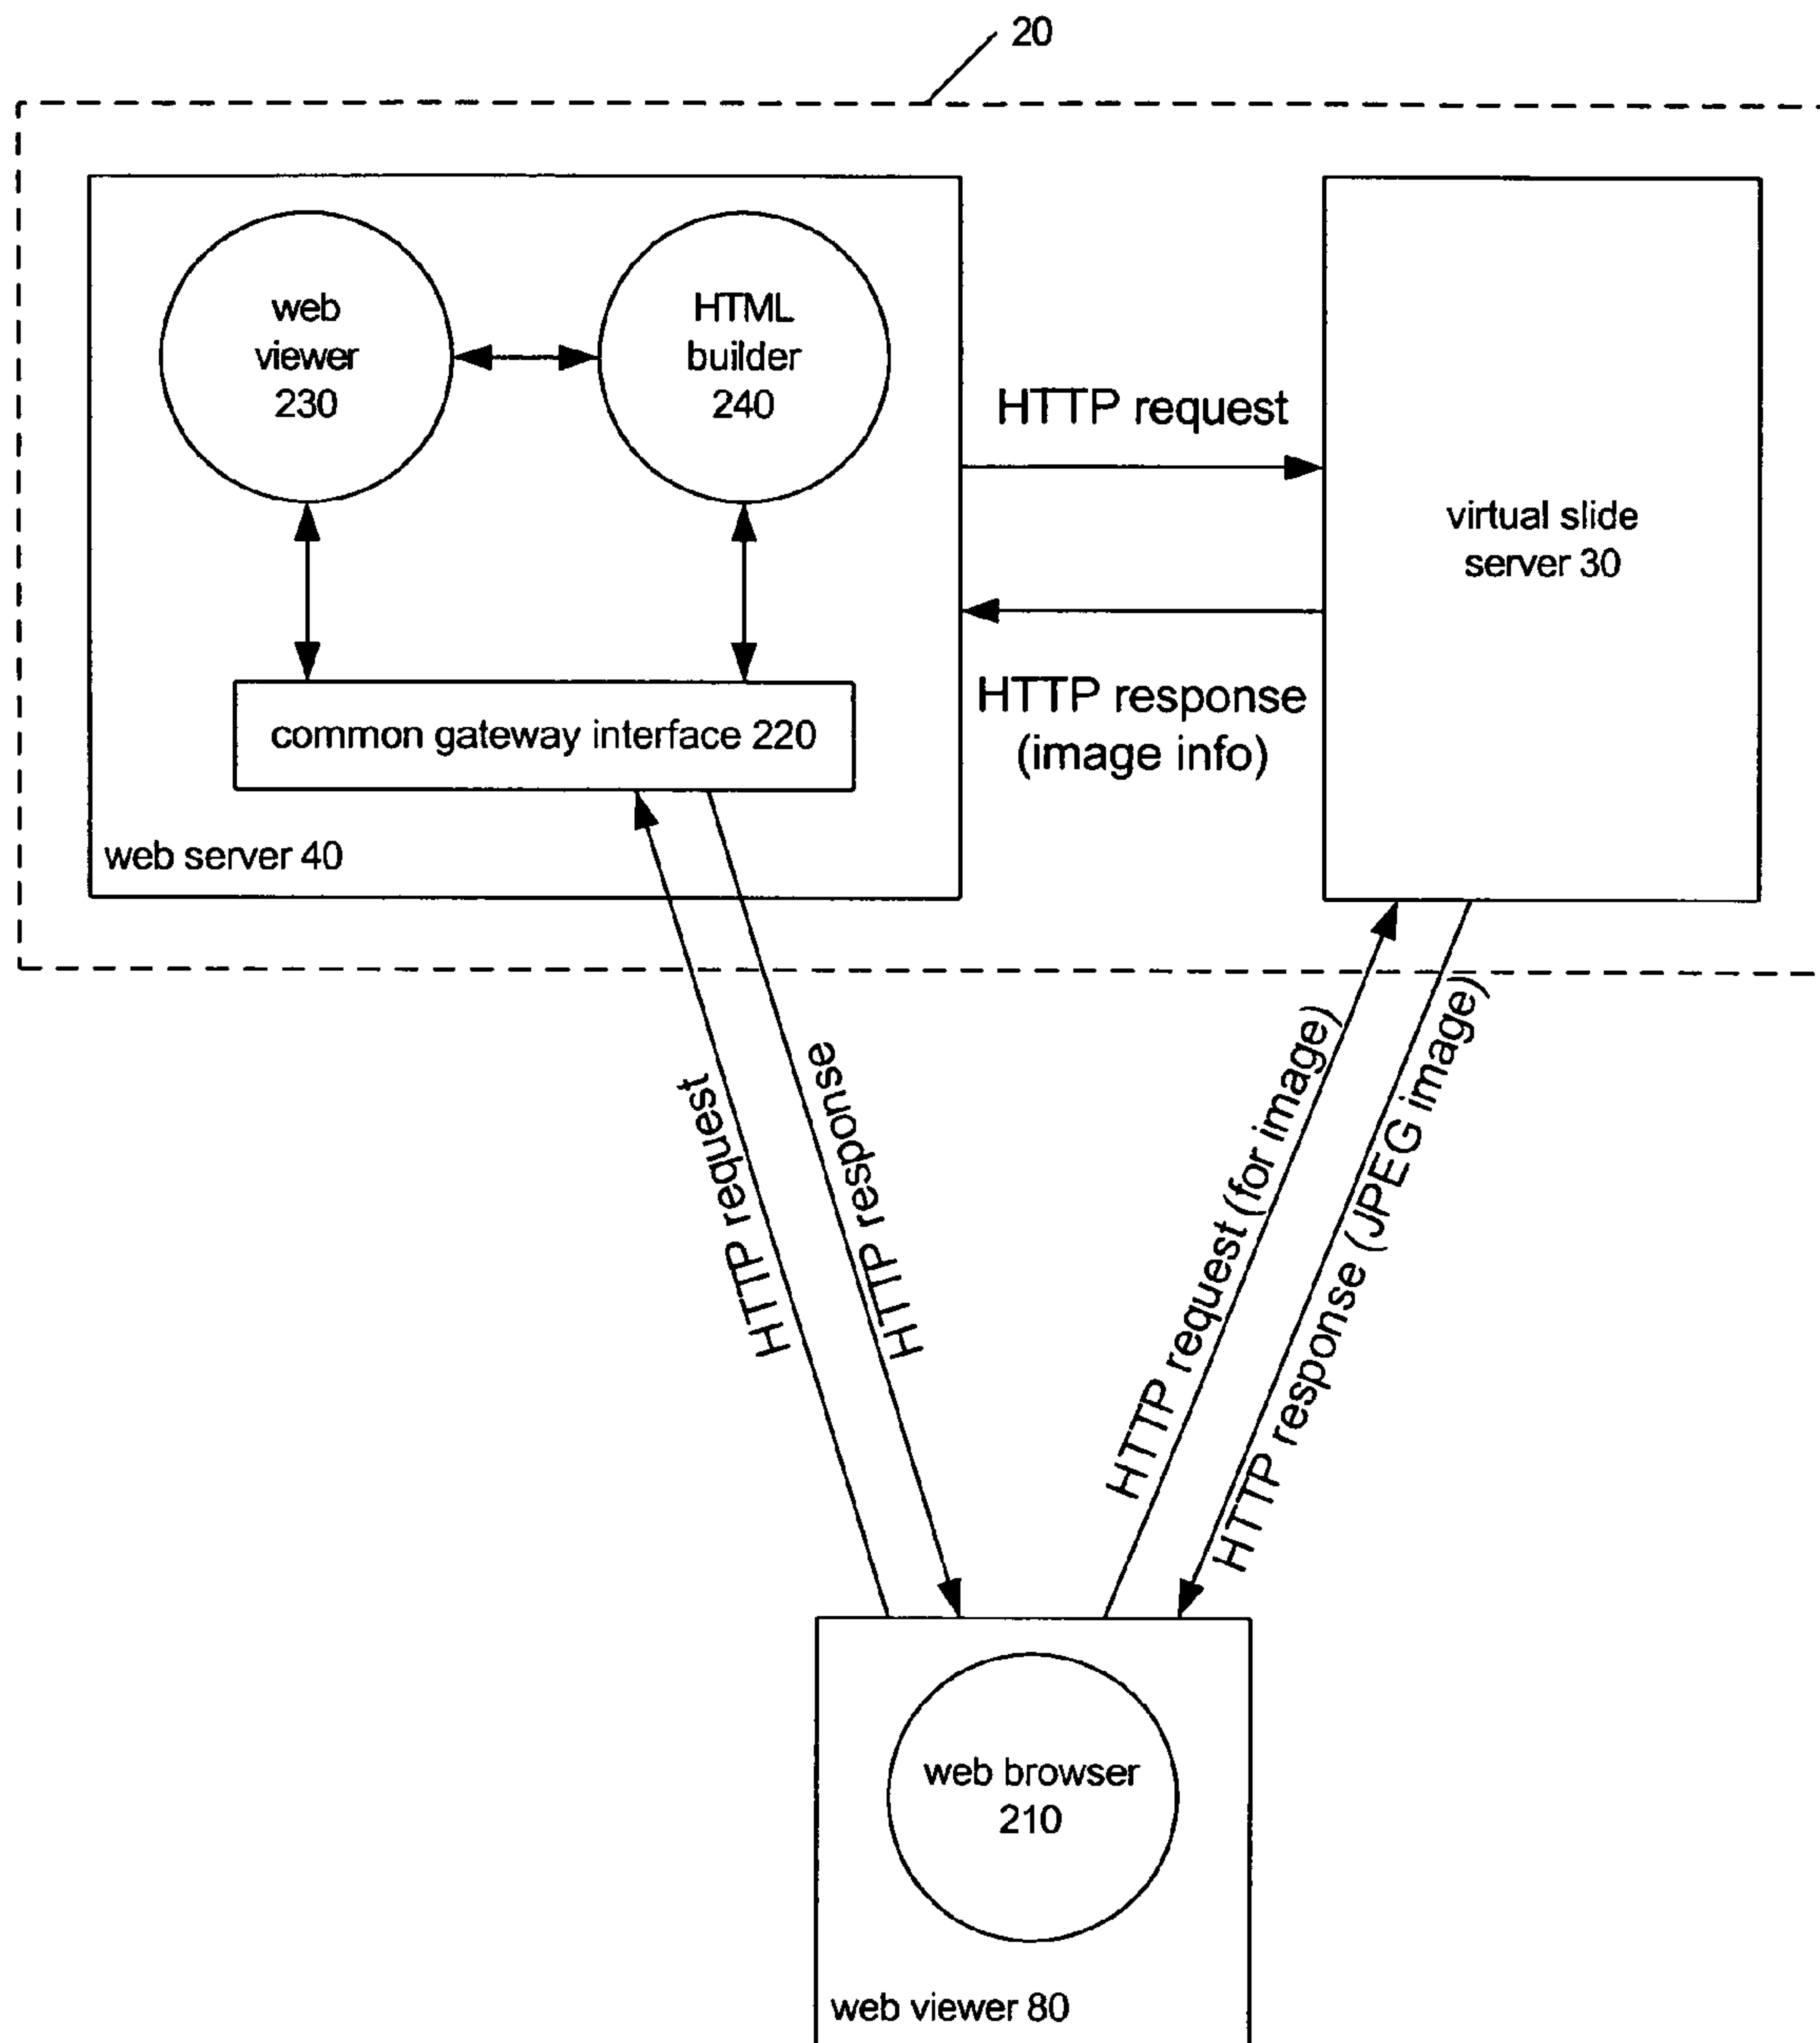 20
web
viewer
230
HTML
builder
240
HTTP request
virtual slide
server 30
HTTP response
(image info)
common gateway interface 220
web server 40
HTTP request
HTTP response
HTTP request (for image)
HTTP response (JPEG image)
web browser
210
web viewer 80